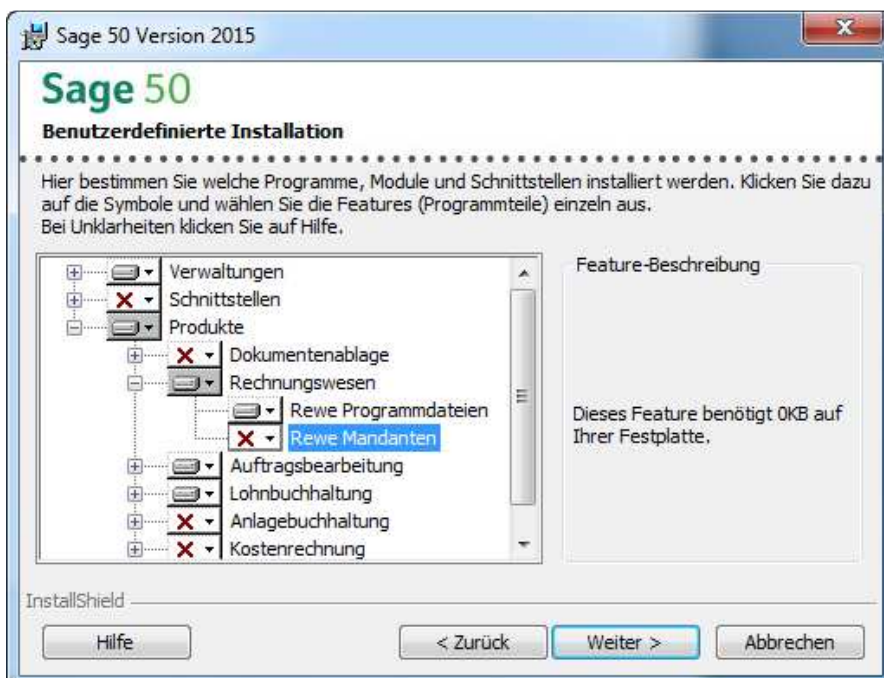 Sage 50 Version 2015
Sage 50
Benutzerdefinierte Installation
Hier bestimmen Sie welche Programme, Module und Schnittstellen installiert werden. Klicken Sie dazu
auf die Symbole und wählen Sie die Features (Programmteile) einzeln aus.
Bei Unklarheiten klicken Sie auf Hilfe.
Verwaltungen
Schnittstellen
Produkte
Dokumentenablage
Rechnungswesen
Rewe Programmdateien
Rewe Mandanten
Auftragsbearbeitung
Lohnbuchhaltung
Anlagebuchhaltung
Kostenrechnung
Feature-Beschreibung
Dieses Feature benötigt 0KB auf
Ihrer Festplatte.
InstallShield
Hilfe
< Zurück
Weiter >
Abbrechen